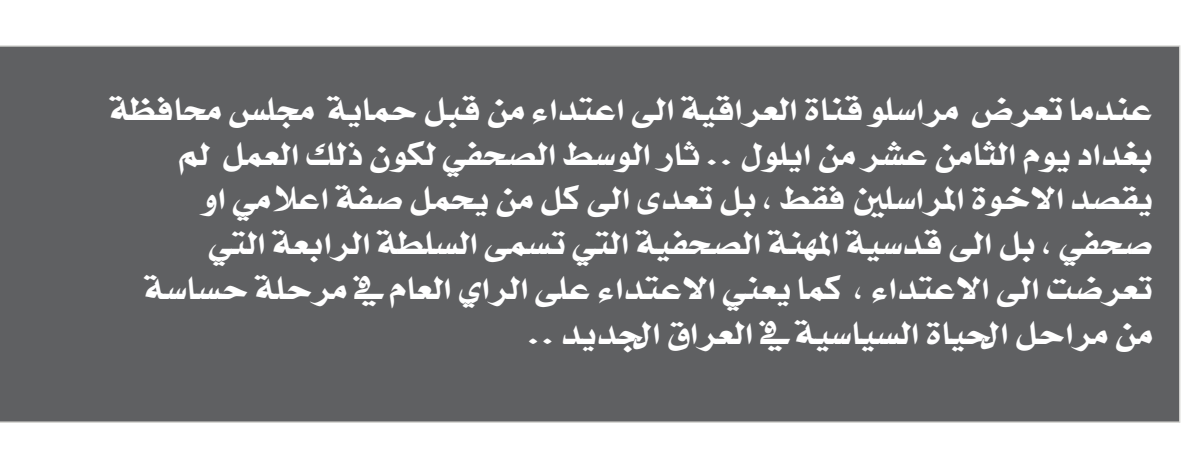 عندما تعرض مراسلو قناة العراقية الى اعتداء من قبل حماية مجلس محافظة
بغداد يوم الثامن عشر من ايلول .. ثار الوسط الصحفي لكون ذلك العمل لم
يقصد الاخوة المراسلين فقط ، بل تعدى الى كل من يحمل صفة اعلامي او
صحفي ، بل الى قدسية المهنة الصحفية التي تسمى السلطة الرابعة التي
تعرضت الى الاعتداء ، كما يعني الاعتداء على الراي العام في مرحلة حساسة
من مراحل الحياة السياسية في العراق الجديد ..